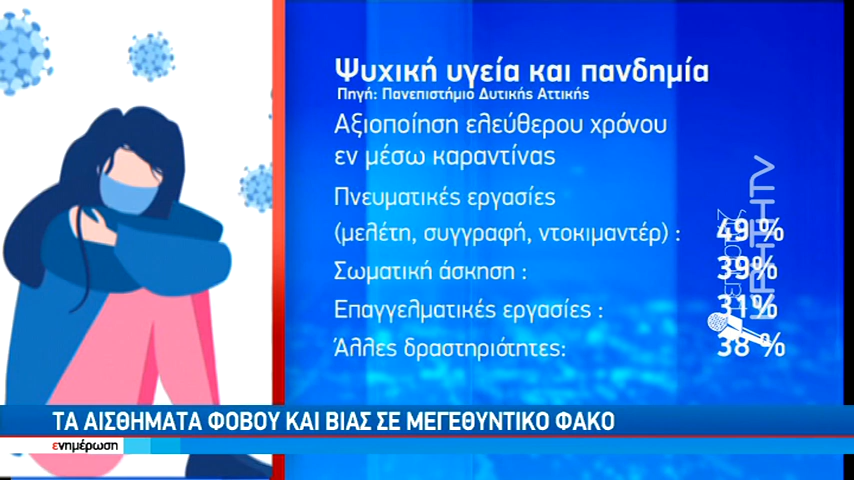 Ψυχική υγεία και πανδημία
Πηγή: Πανεπιστήμιο Δυτικής Αττικής
Αξιοποίηση ελεύθερου χρόνου
εν μέσω καραντίνας
Πνευματικές εργασίες
(μελέτη, συγγραφή, ντοκιμαντέρ) : 49 %
Σωματική άσκηση : 39%
Επαγγελματικές εργασίες : 31%
Άλλες δραστηριότητες: 38 %
ΚΡΗΤΗTV
ΤΑ ΑΙΣΘΗΜΑΤΑ ΦΟΒΟΥ ΚΑΙ ΒΙΑΣ ΣΕ ΜΕΓΕΘΥΝΤΙΚΟ ΦΑΚΟ
ενημέρωση